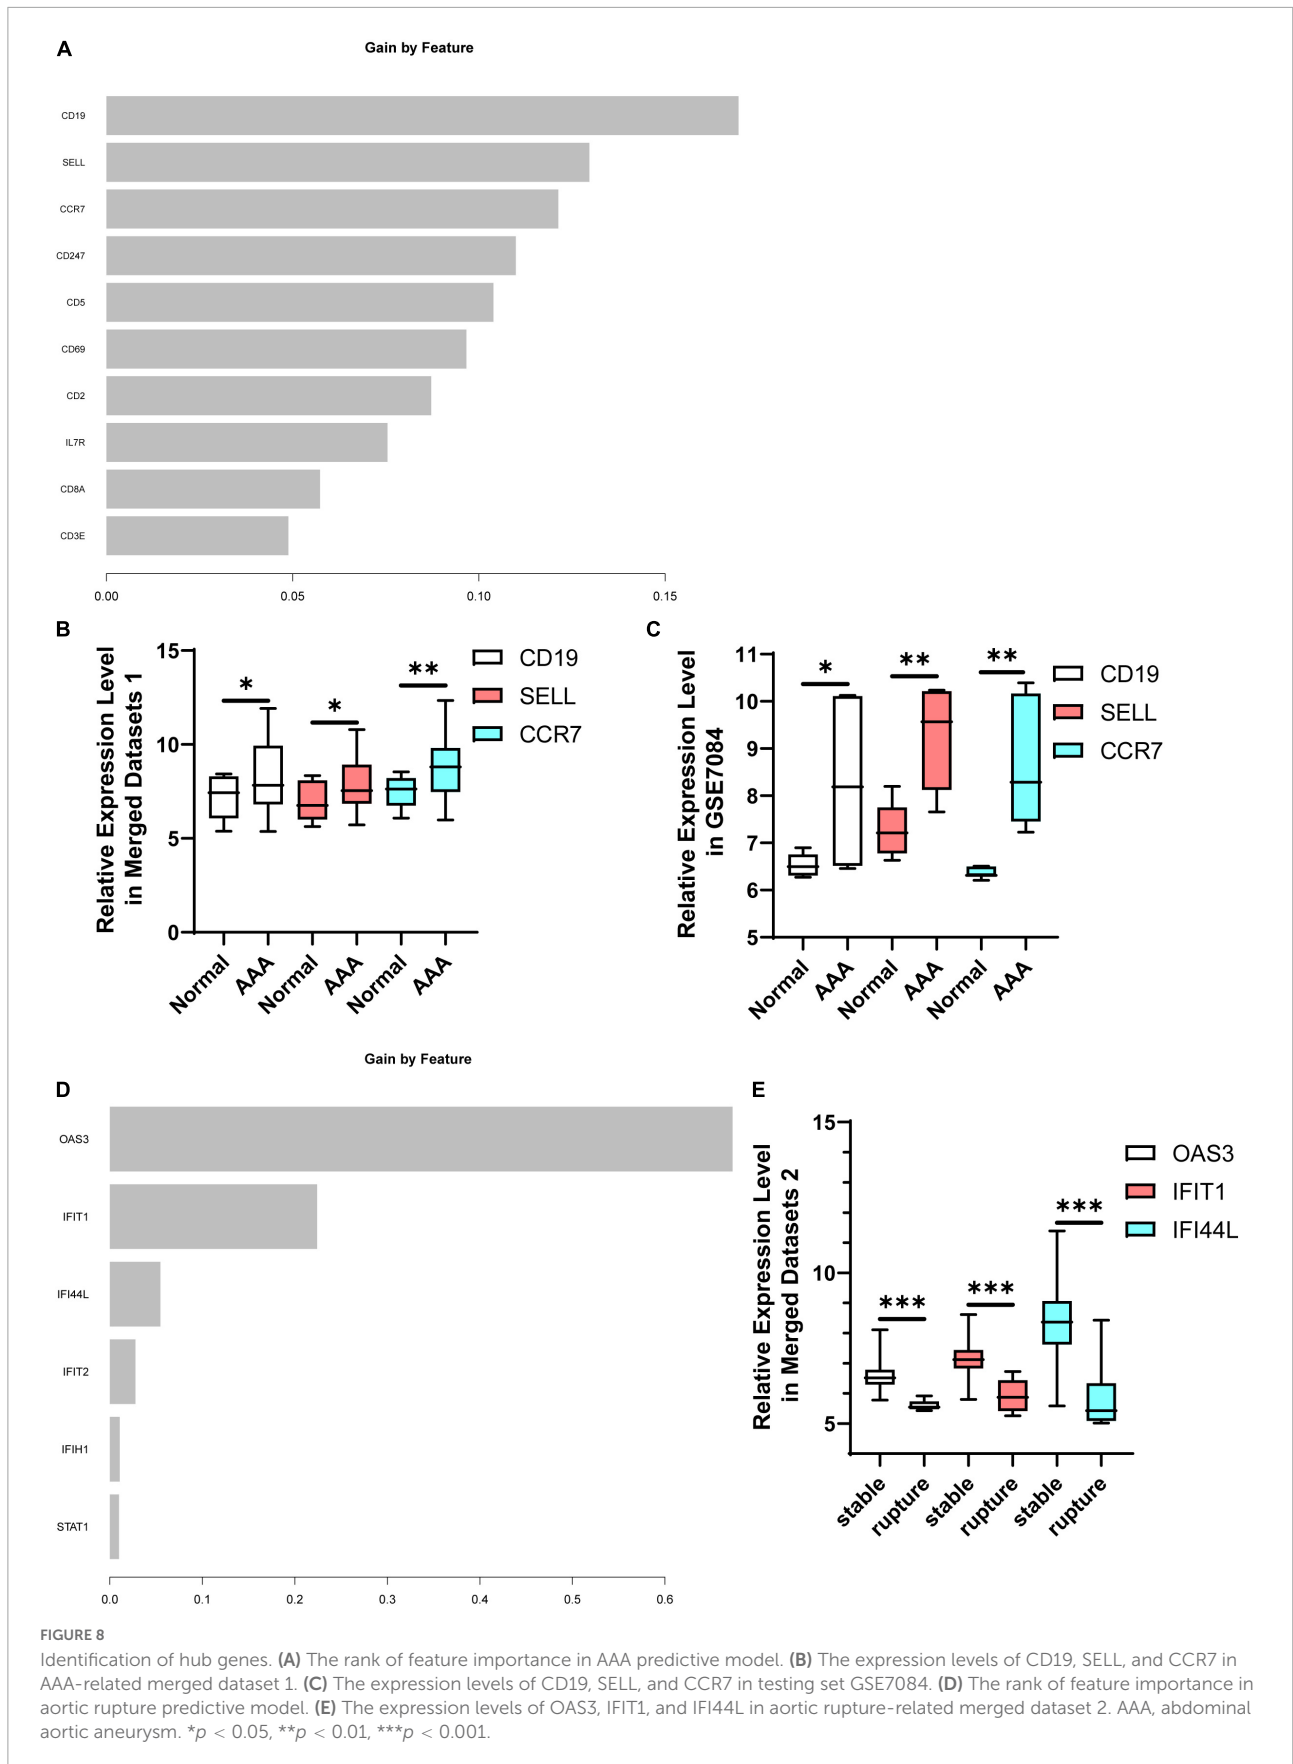 A
Gain by Feature
CD19
SELL
CCR7
CD247
CD5
CD69
CD2
IL7R
CD8A
CD3E
0.00 0.05 0.10 0.15
B
Relative Expression Level
in Merged Datasets 1
15
10
5
0
*
*
**
CD19
SELL
CCR7
Normal
AAA
Normal
AAA
Normal
AAA
C
Relative Expression Level
in GSE7084
11
10
9
8
7
6
5
*
**
**
CD19
SELL
CCR7
Normal
AAA
Normal
AAA
Normal
AAA
Gain by Feature
D
OAS3
IFIT1
IFI44L
IFIT2
IFIH1
STAT1
0.0 0.1 0.2 0.3 0.4 0.5 0.6
E
Relative Expression Level
in Merged Datasets 2
15
10
5
***
***
***
OAS3
IFIT1
IFI44L
stable
rupture
stable
rupture
stable
rupture
FIGURE 8
Identification of hub genes. (A) The rank of feature importance in AAA predictive model. (B) The expression levels of CD19, SELL, and CCR7 in
AAA-related merged dataset 1. (C) The expression levels of CD19, SELL, and CCR7 in testing set GSE7084. (D) The rank of feature importance in
aortic rupture predictive model. (E) The expression levels of OAS3, IFIT1, and IFI44L in aortic rupture-related merged dataset 2. AAA, abdominal
aortic aneurysm. *p < 0.05, **p < 0.01, ***p < 0.001.